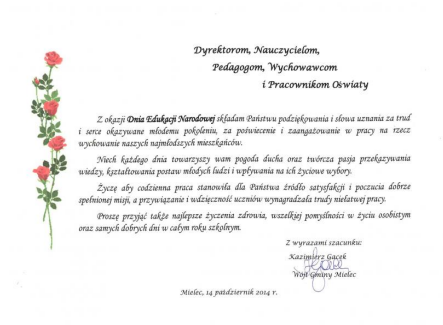 Dyrektorom, Nauczycielom,
Pedagogom, Wychowawcom
i Pracownikom Oświaty
Z okazji Dnia Edukacji Narodowej składam Państwu podziękowania i słowa uznania za trud
i serce okazywane młodemu pokoleniu, za poświecenie i zaangażowanie w pracy na rzecz
wychowanie naszych najmłodszych mieszkańców.
Niech każdego dnia towarzyszy wam pogoda ducha oraz twórcza pasja przekazywania
wiedzy, kształtowania postaw młodych ludzi i wpływania na ich życiowe wybory.
Życzę aby codzienna praca stanowiła dla Państwa źródło satysfakcji i poczucia dobrze
spełnionej misji, a przywiązanie i wdzięczność uczniów wynagradzała trudy niełatwej pracy.
Proszę przyjąć także najlepsze życzenia zdrowia, wszelkiej pomyślności w życiu osobistym
oraz samych dobrych dni w całym roku szkolnym.
Z wyrazami szacunku:
Kazimierz Gacek
Wójt Gminy Mielec
Mielec, 14 październik 2014 r.